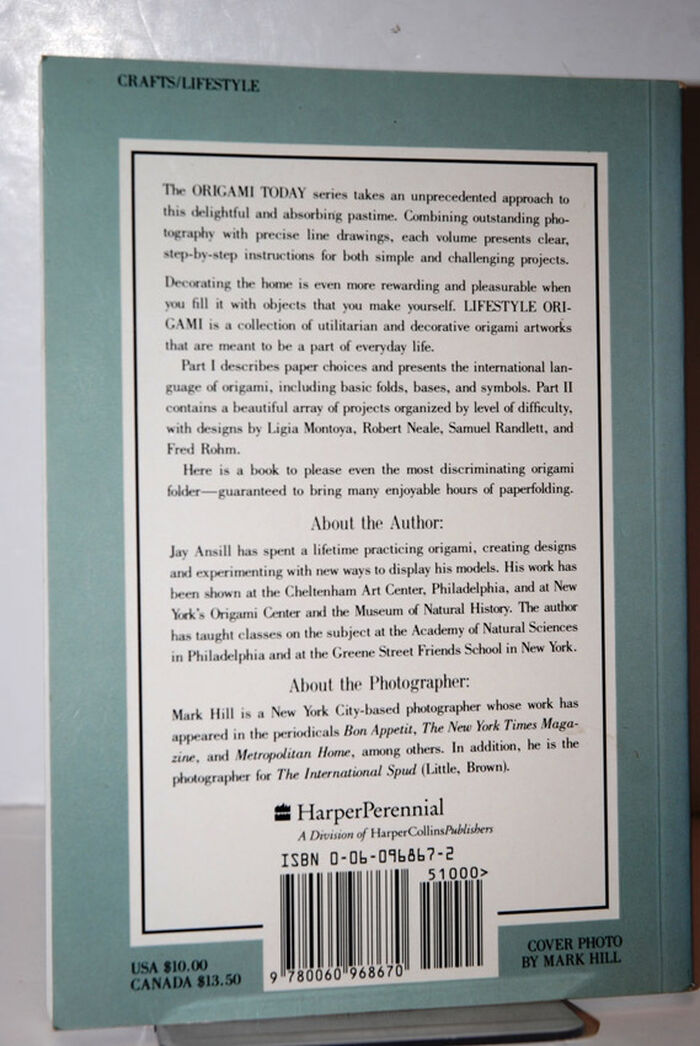 CRAFTS/LIFESTYLE
The ORIGAMI TODAY series takes an unprecedented approach to
this delightful and absorbing pastime. Combining outstanding pho-
tography with precise line drawings, each volume presents clear,
step-by-step instructions for both simple and challenging projects.
Decorating the home is even more rewarding and pleasurable when
you fill it with objects that you make yourself. LIFESTYLE ORI-
GAMI is a collection of utilitarian and decorative origami artworks
that are meant to be a part of everyday life.
Part I describes paper choices and presents the international lan-
guage of origami, including basic folds, bases, and symbols. Part II
contains a beautiful array of projects organized by level of difficulty,
with designs by Ligia Montoya, Robert Neale, Samuel Randlett, and
Fred Rohm.
Here is a book to please even the most discriminating origami
folder—guaranteed to bring many enjoyable hours of paperfolding.
About the Author:
Jay Ansill has spent a lifetime practicing origami, creating designs
and experimenting with new ways to display his models. His work has
been shown at the Cheltenham Art Center, Philadelphia, and at New
York's Origami Center and the Museum of Natural History. The author
has taught classes on the subject at the Academy of Natural Sciences
in Philadelphia and at the Greene Street Friends School in New York.
About the Photographer:
Mark Hill is a New York City-based photographer whose work has
appeared in the periodicals Bon Appetit, The New York Times Maga-
zine, and Metropolitan Home, among others. In addition, he is the
photographer for The International Spud (Little, Brown).
HarperPerennial
A Division of HarperCollinsPublishers
ISBN 0-06-096867-2
51000>
9 780060 968670
USA $10.00
CANADA $13.50
COVER PHOTO
BY MARK HILL